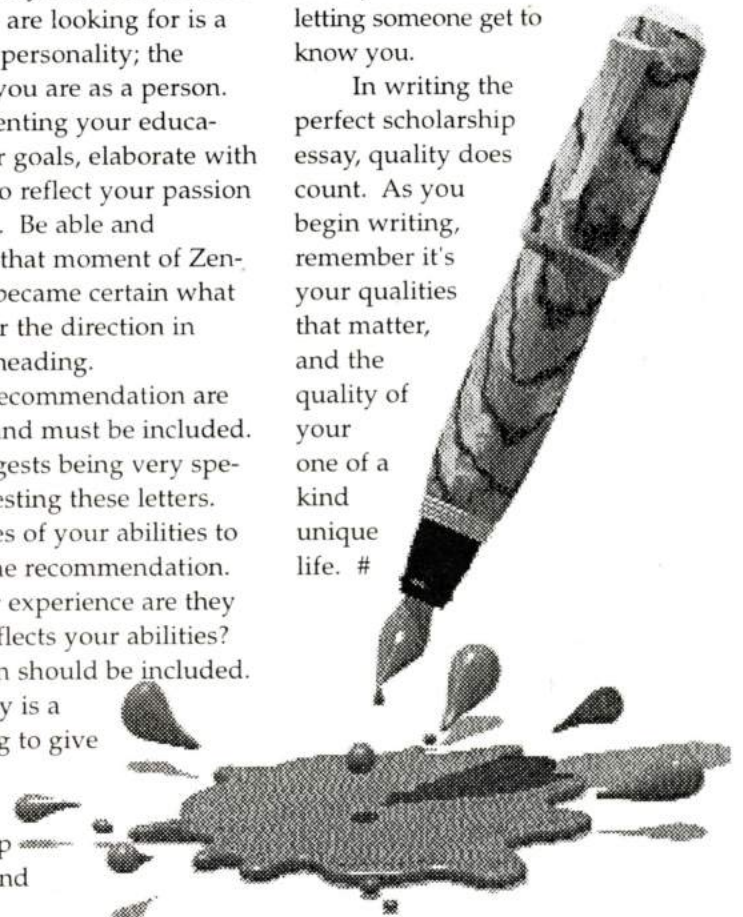 are looking for is a
personality; the
you are as a person.
enting your educa-
r goals, elaborate with
o reflect your passion
. Be able and
that moment of Zen-
became certain what
r the direction in
heading.
ecommendation are
and must be included.
gests being very spe-
esting these letters.
es of your abilities to
ne recommendation.
experience are they
flects your abilities?
n should be included.
y is a
g to give
p
nd
letting someone get to
know you.
In writing the
perfect scholarship
essay, quality does
count. As you
begin writing,
remember it's
your qualities
that matter,
and the
quality of
your
one of a
kind
unique
life. #